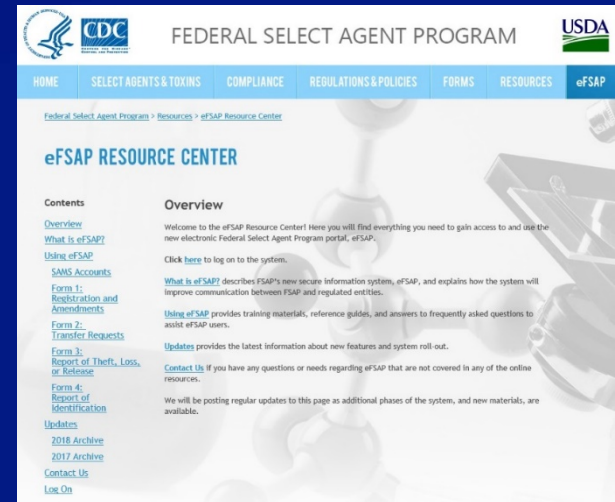 CDC
FEDERAL SELECT AGENT PROGRAM
USDA
HOME
SELECT AGENTS & TOXINS
COMPLIANCE
REGULATIONS & POLICIES
FORMS
RESOURCES
eFSAP
Federal Select Agent Program > Resources > eFSAP Resource Center
eFSAP RESOURCE CENTER
Contents
Overview
What is eFSAP?
Using eFSAP
SAMS Accounts
Form 1:
Registration and
Amendments
Form 2:
Transfer Requests
Form 3:
Report of Theft, Loss,
or Release
Form 4:
Report of
Identification
Updates
2018 Archive
2017 Archive
Contact Us
Log On
Overview
Welcome to the eFSAP Resource Center! Here you will find everything you need to gain access to and use the
new electronic Federal Select Agent Program portal, eFSAP.
Click here to log on to the system.
What is eFSAP? describes FSAP's new secure information system, eFSAP, and explains how the system will
improve communication between FSAP and regulated entities.
Using eFSAP provides training materials, reference guides, and answers to frequently asked questions to
assist eFSAP users.
Updates provides the latest information about new features and system roll-out.
Contact Us if you have any questions or needs regarding eFSAP that are not covered in any of the online
resources.
We will be posting regular updates to this page as additional phases of the system, and new materials, are
available.